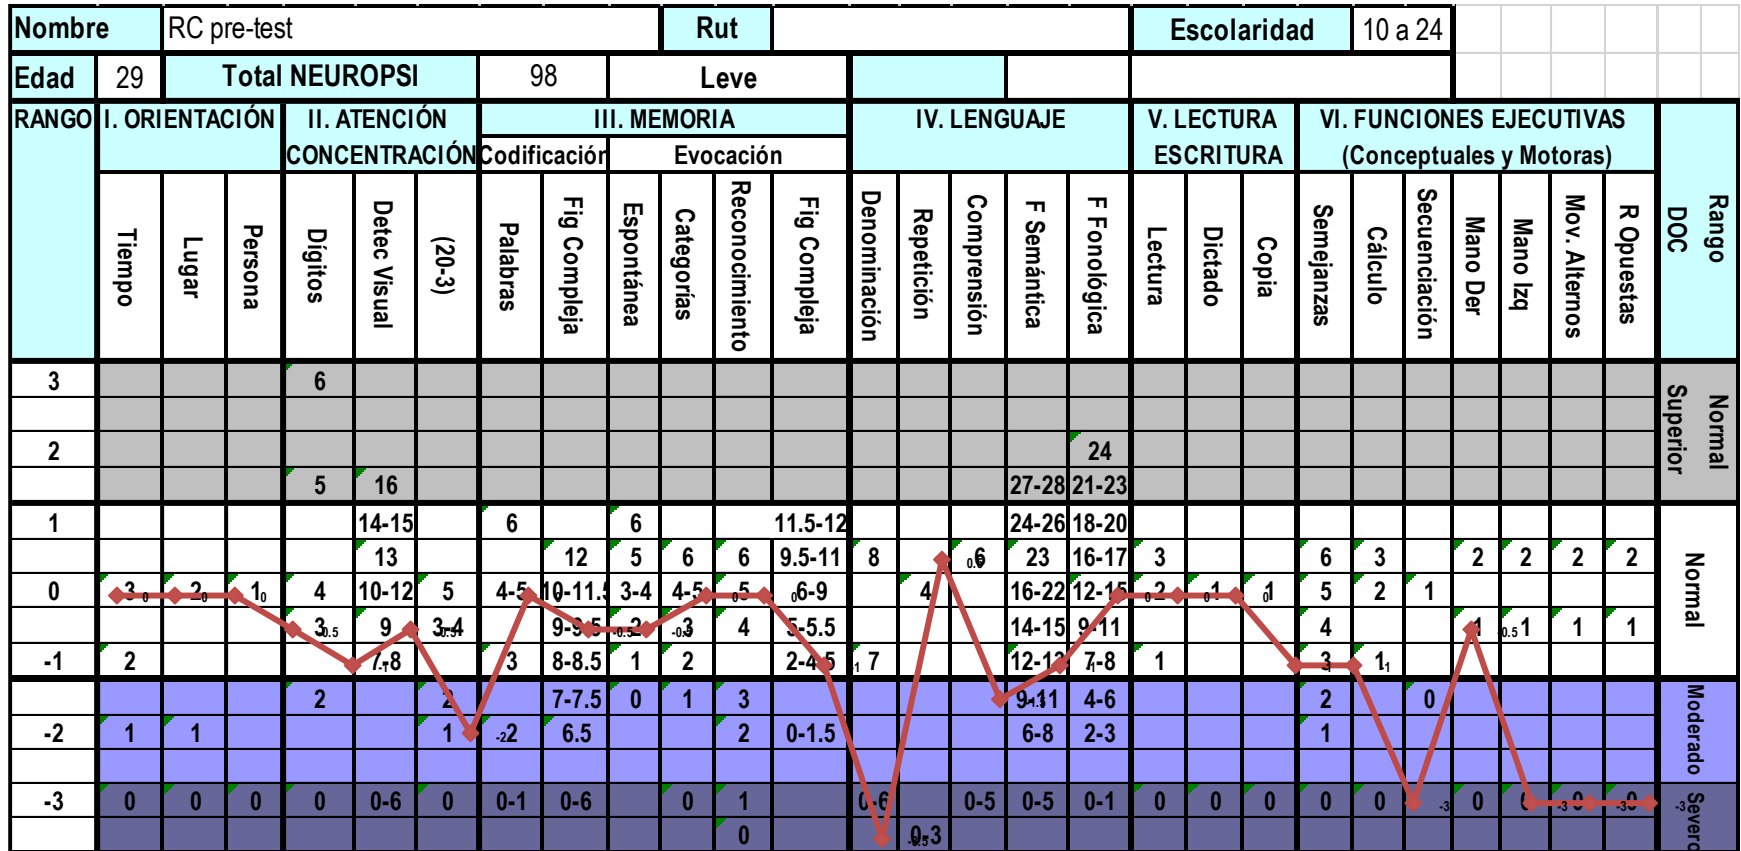 Nombre RC pre-test Rut Escolaridad 10 a 24
Edad 29 Total NEUROPSI 98 Leve
RANGO I. ORIENTACIÓN II. ATENCIÓN III. MEMORIA IV. LENGUAJE V. LECTURA VI. FUNCIONES EJECUTIVAS
CONCENTRACIÓN Codificación Evocación ESCRITURA (Conceptuales y Motoras)
Tiempo
Lugar
Persona
Dígitos
Detec Visual
(20-3)
Palabras
Fig Compleja
Espontánea
Categorías
Reconocimiento
Fig Compleja
Denominación
Repetición
Comprensión
F Semántica
F Fonológica
Lectura
Dictado
Copia
Semejanzas
Cálculo
Secuenciación
Mano Der
Mano Izq
Mov. Alternos
R Opuestas
Rango
DOC
3 6
2 24
5 16 27-28 21-23
Normal
Superior
1 14-15 6 6 11.5-12 24-26 18-20
13 12 5 6 6 9.5-11 8 6 23 16-17 3 6 3 2 2 2 2
0 3 2 1 4 10-12 5 4-5 10-11.5 3-4 4-5 5 6-9 4 16-22 12-15 2 1 1 5 2 1
3 9 3-4 9-9.5 2 3 4 5-5.5 14-15 9-11 4 1 1 1 1
-1 2 7-8 3 8-8.5 1 2 2-4.5 7 12-13 7-8 1 3 1
Normal
2 2 7-7.5 0 1 3 9-11 4-6 2 0
-2 1 1 1 2 6.5 2 0-1.5 6-8 2-3 1
Moderado
-3 0 0 0 0 0-6 0 0-1 0-6 0 1 0-6 0-5 0-5 0-1 0 0 0 0 0 0 0 0 0
0 0-3
Severo